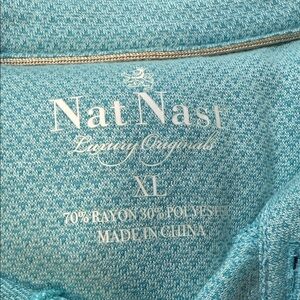 Nat Nast
Luxury Originals
XL
70% RAYON 30% POLYESTER
MADE IN CHINA